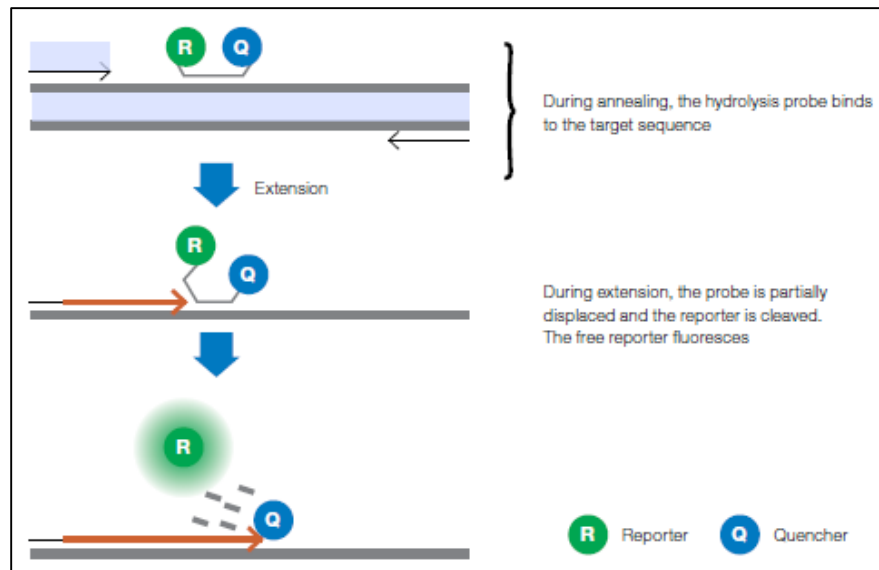 R Q
During annealing, the hydrolysis probe binds
to the target sequence
Extension
R
Q
During extension, the probe is partially
displaced and the reporter is cleaved.
The free reporter fluoresces
R
Q
R Reporter Q Quencher